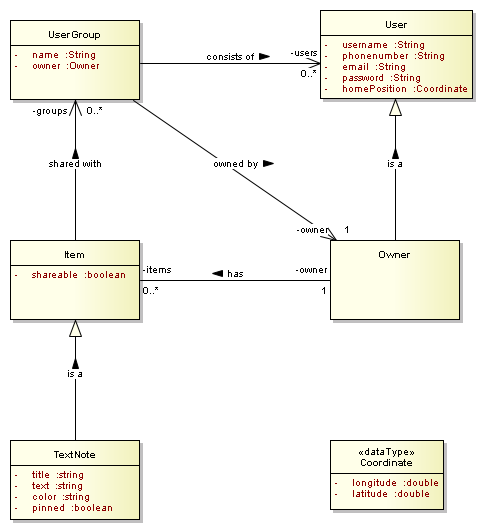 UserGroup
- name :String
- owner :Owner
User
- username :String
- phonenumber :String
- email :String
- password :String
- homePosition :Coordinate
consists of
-users
0..*
-groups
0..*
shared with
owned by
is a
-owner
1
Item
- shareable :boolean
-items
0..*
has
-owner
1
Owner
is a
TextNote
- title :string
- text :string
- color :string
- pinned :boolean
«dataType»
Coordinate
- longitude :double
- latitude :double